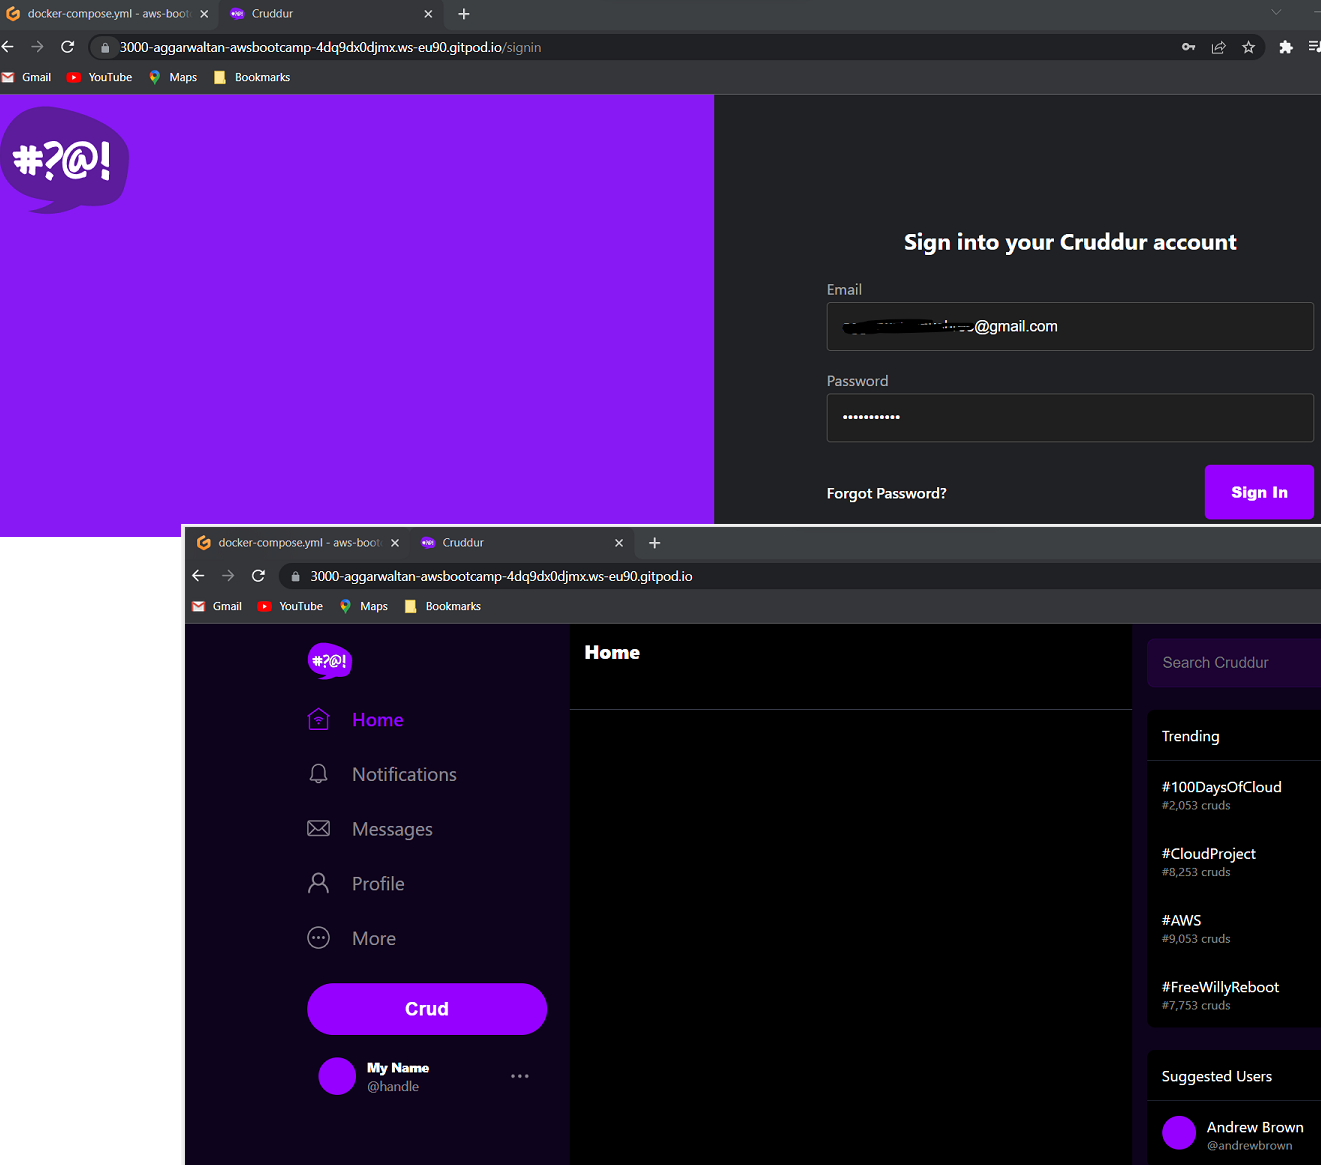 docker-compose.yml - aws-boot
Cruddur
3000-aggarwaltan-awsbootcamp-4dq9dx0djmx.ws-eu90.gitpod.io/signin
Gmail YouTube Maps Bookmarks
#?@!
Sign into your Cruddur account
Email
@gmail.com
Password
•••••••••••
Forgot Password?
Sign In
docker-compose.yml - aws-boot
Cruddur
3000-aggarwaltan-awsbootcamp-4dq9dx0djmx.ws-eu90.gitpod.io
Gmail YouTube Maps Bookmarks
#?@!
Home
Notifications
Messages
Profile
More
Crud
My Name
@handle
Home
Search Cruddur
Trending
#100DaysOfCloud
#2,053 cruds
#CloudProject
#8,253 cruds
#AWS
#9,053 cruds
#FreeWillyReboot
#7,753 cruds
Suggested Users
Andrew Brown
@andrewbrown